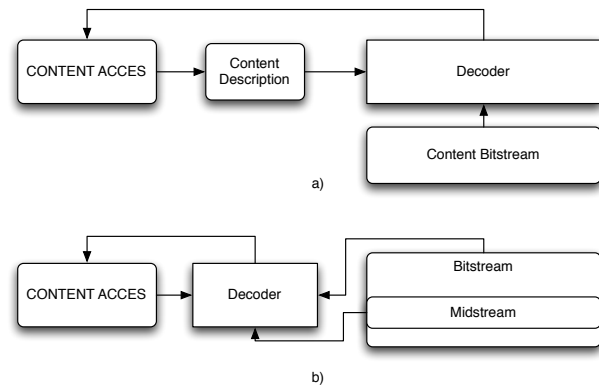 CONTENT ACCES
Content
Description
Decoder
Content Bitstream
a)
CONTENT ACCES
Decoder
Bitstream
Midstream
b)